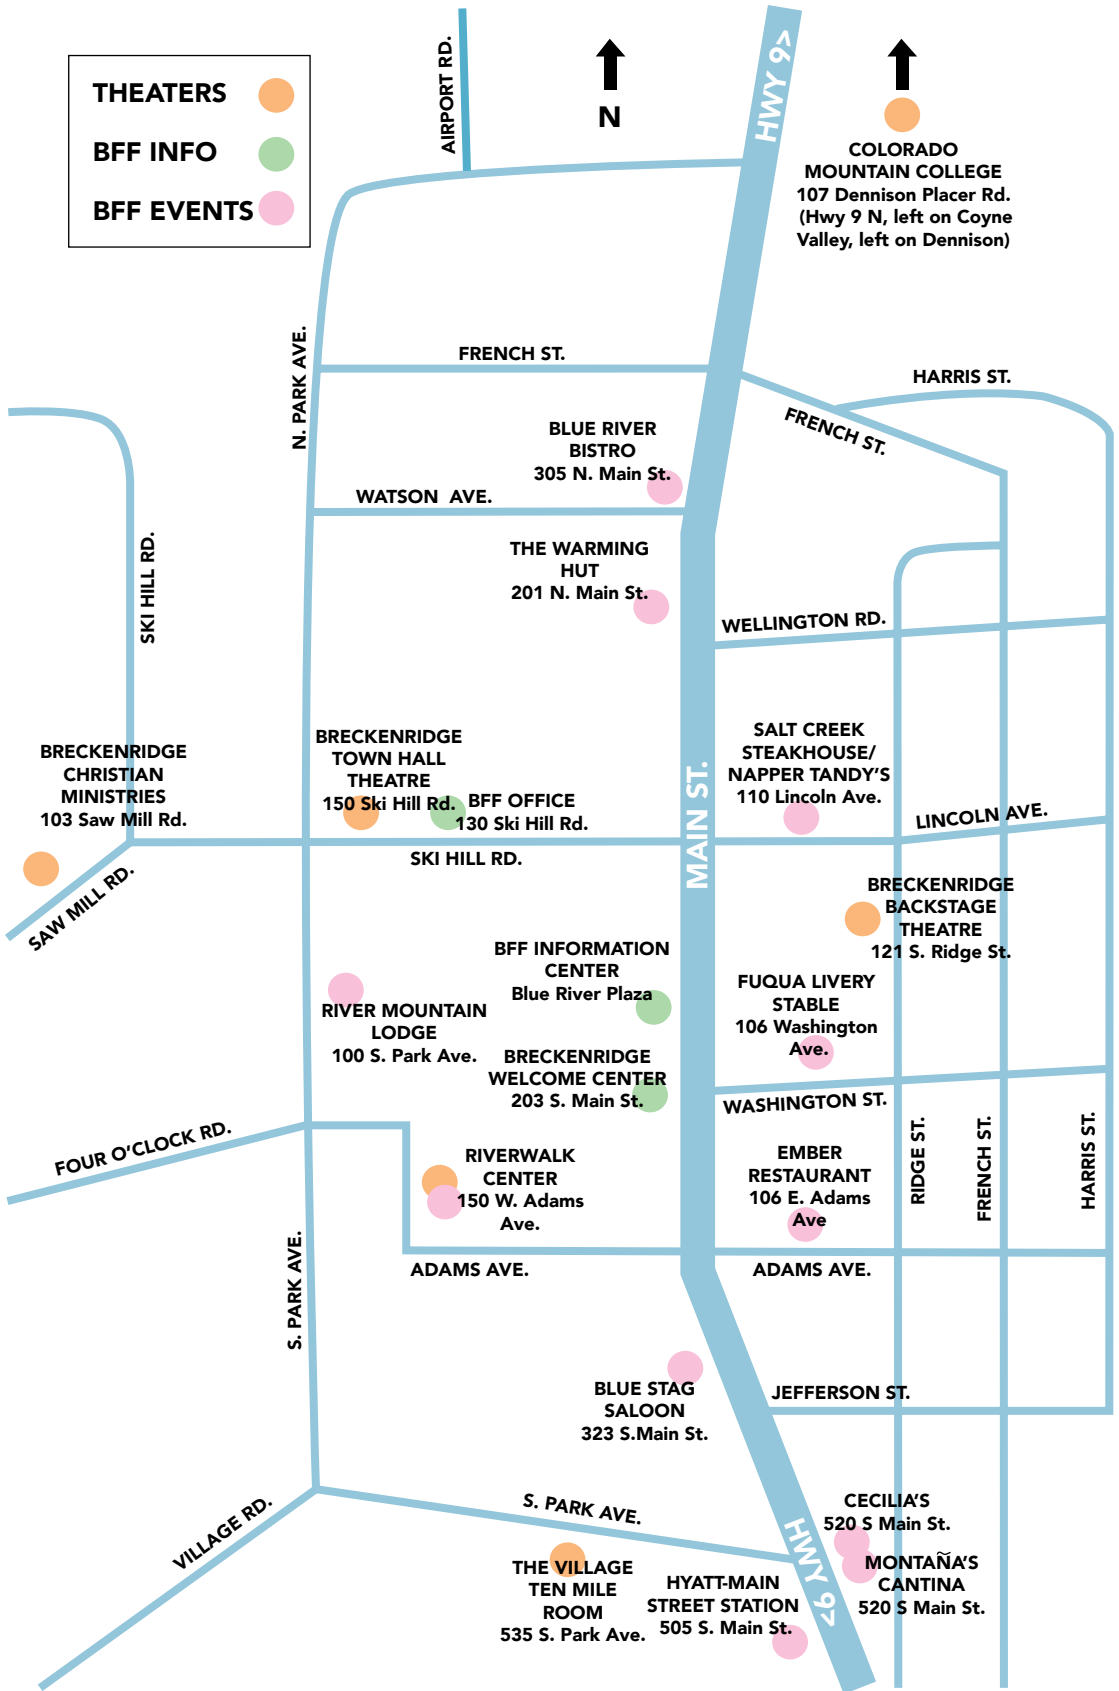 THEATERS
BFF INFO
BFF EVENTS
AIRPORT RD.
N
HWY 9>
COLORADO
MOUNTAIN COLLEGE
107 Dennison Placer Rd.
(Hwy 9 N, left on Coyne
Valley, left on Dennison)
N. PARK AVE.
FRENCH ST.
HARRIS ST.
FRENCH ST.
BLUE RIVER
BISTRO
305 N. Main St.
WATSON AVE.
SKI HILL RD.
THE WARMING
HUT
201 N. Main St.
WELLINGTON RD.
BRECKENRIDGE
CHRISTIAN
MINISTRIES
103 Saw Mill Rd.
BRECKENRIDGE
TOWN HALL
THEATRE
150 Ski Hill Rd.
BFF OFFICE
130 Ski Hill Rd.
MAIN ST.
SALT CREEK
STEAKHOUSE/
NAPPER TANDY'S
110 Lincoln Ave.
LINCOLN AVE.
SKI HILL RD.
SAW MILL RD.
BRECKENRIDGE
BACKSTAGE
THEATRE
121 S. Ridge St.
BFF INFORMATION
CENTER
Blue River Plaza
FUQUA LIVERY
STABLE
106 Washington
Ave.
RIVER MOUNTAIN
LODGE
100 S. Park Ave.
BRECKENRIDGE
WELCOME CENTER
203 S. Main St.
WASHINGTON ST.
FOUR O'CLOCK RD.
RIVERWALK
CENTER
150 W. Adams
Ave.
EMBER
RESTAURANT
106 E. Adams
Ave
RIDGE ST.
FRENCH ST.
HARRIS ST.
S. PARK AVE.
ADAMS AVE.
ADAMS AVE.
BLUE STAG
SALOON
323 S.Main St.
JEFFERSON ST.
VILLAGE RD.
S. PARK AVE.
HWY 9>
CECILIA'S
520 S Main St.
MONTAÑA'S
CANTINA
520 S Main St.
THE VILLAGE
TEN MILE
ROOM
535 S. Park Ave.
HYATT-MAIN
STREET STATION
505 S. Main St.